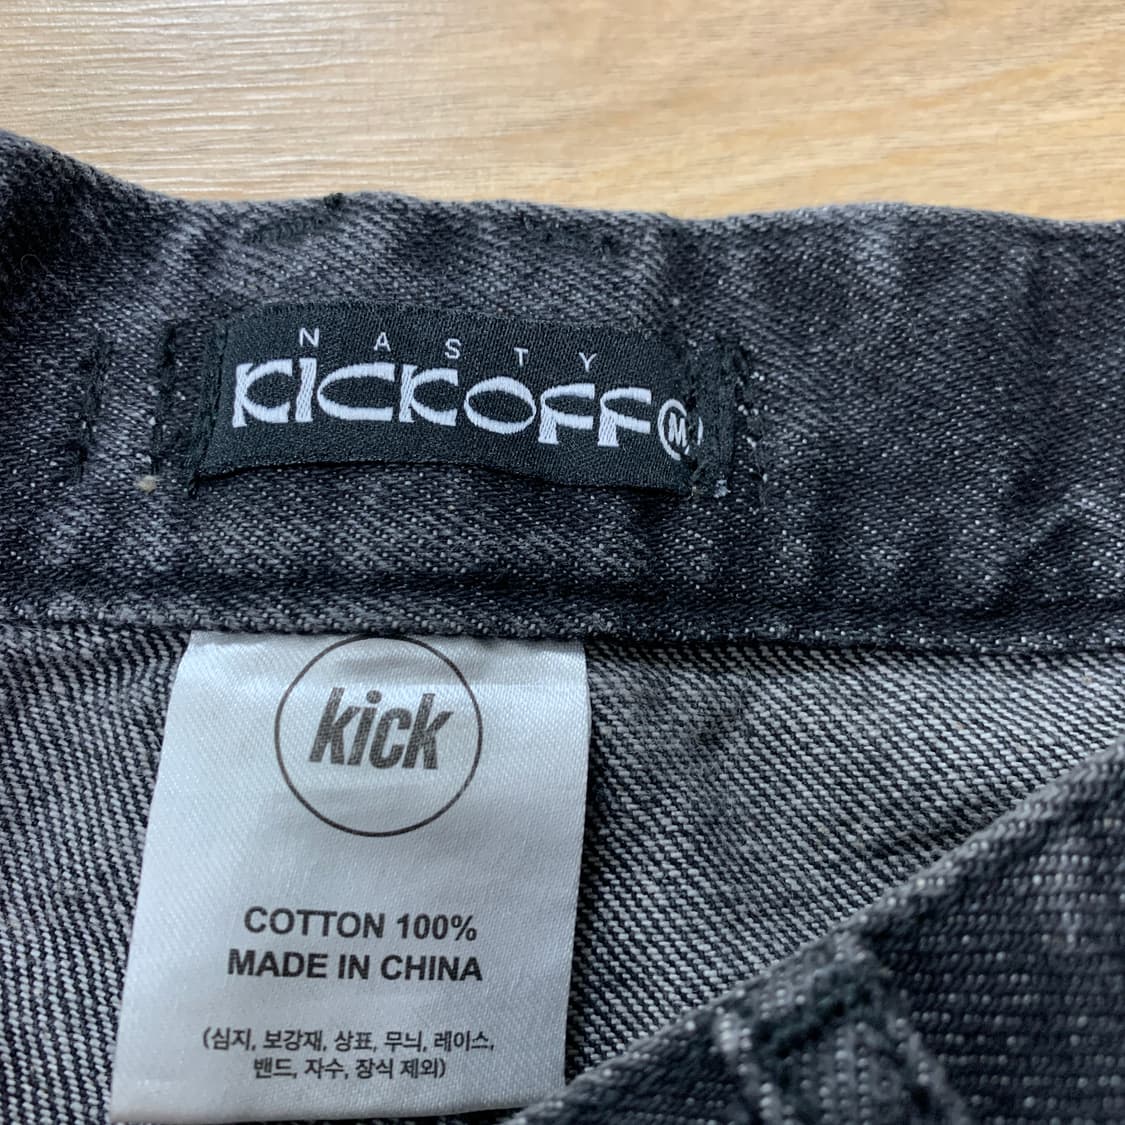 NASTY
KICKOFF M
kick
COTTON 100%
MADE IN CHINA
(심지, 보강재, 상표, 무늬, 레이스,
밴드, 자수, 장식 제외)